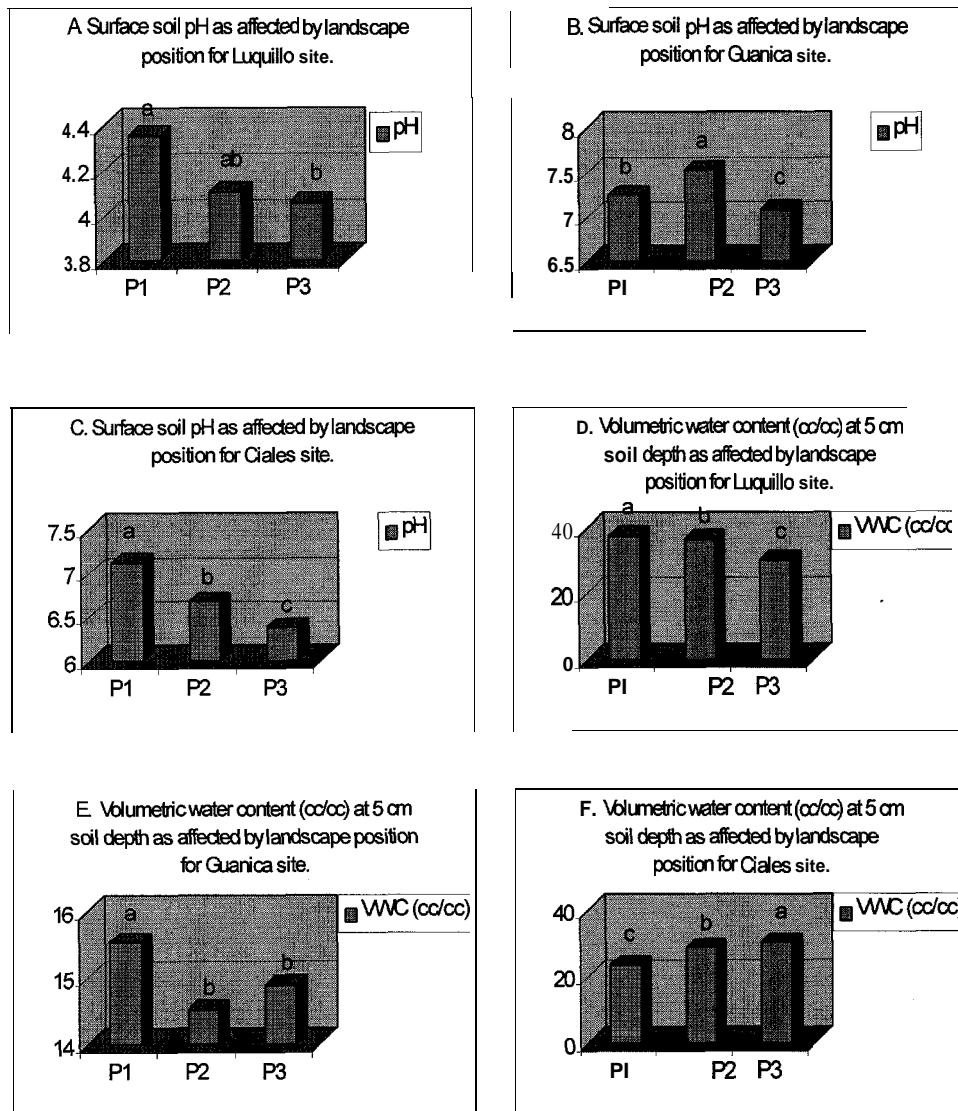 A Surface soil pH as affected by landscape
position for Luquillo site.
a
ab
b
4.4
4.2
4
3.8
P1 P2 P3
pH
B. Surface soil pH as affected by landscape
position for Guanica site.
b
a
c
8
7.5
7
6.5
PI P2 P3
pH
C. Surface soil pH as affected by landscape
position for Ciales site.
a
b
c
7.5
7
6.5
6
P1 P2 P3
pH
D. Volumetric water content (cc/cc) at 5 cm
soil depth as affected by landscape
position for Luquillo site.
a
b
c
40
20
0
PI P2 P3
VWC (cc/cc
E. Volumetric water content (cc/cc) at 5 cm
soil depth as affected by landscape position
for Guanica site.
a
b
b
16
15
14
P1 P2 P3
VWC (cc/cc)
F. Volumetric water content (cc/cc) at 5 cm
soil depth as affected by landscape
position for Ciales site.
c
b
a
40
20
0
PI P2 P3
VWC (cc/cc)